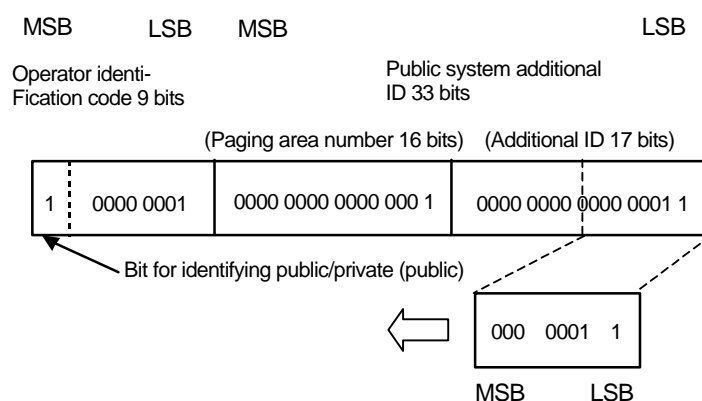 MSB LSB MSB LSB
Operator identi-
Fication code 9 bits
Public system additional
ID 33 bits
(Paging area number 16 bits) (Additional ID 17 bits)
1 0000 0001 0000 0000 0000 000 1 0000 0000 0000 0001 1
Bit for identifying public/private (public)
000 0001 1
MSB LSB